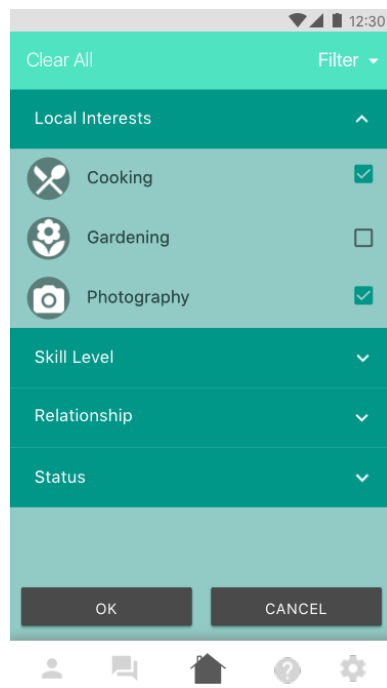 12:30
Clear All
Filter
Local Interests
Cooking
Gardening
Photography
Skill Level
Relationship
Status
OK
CANCEL